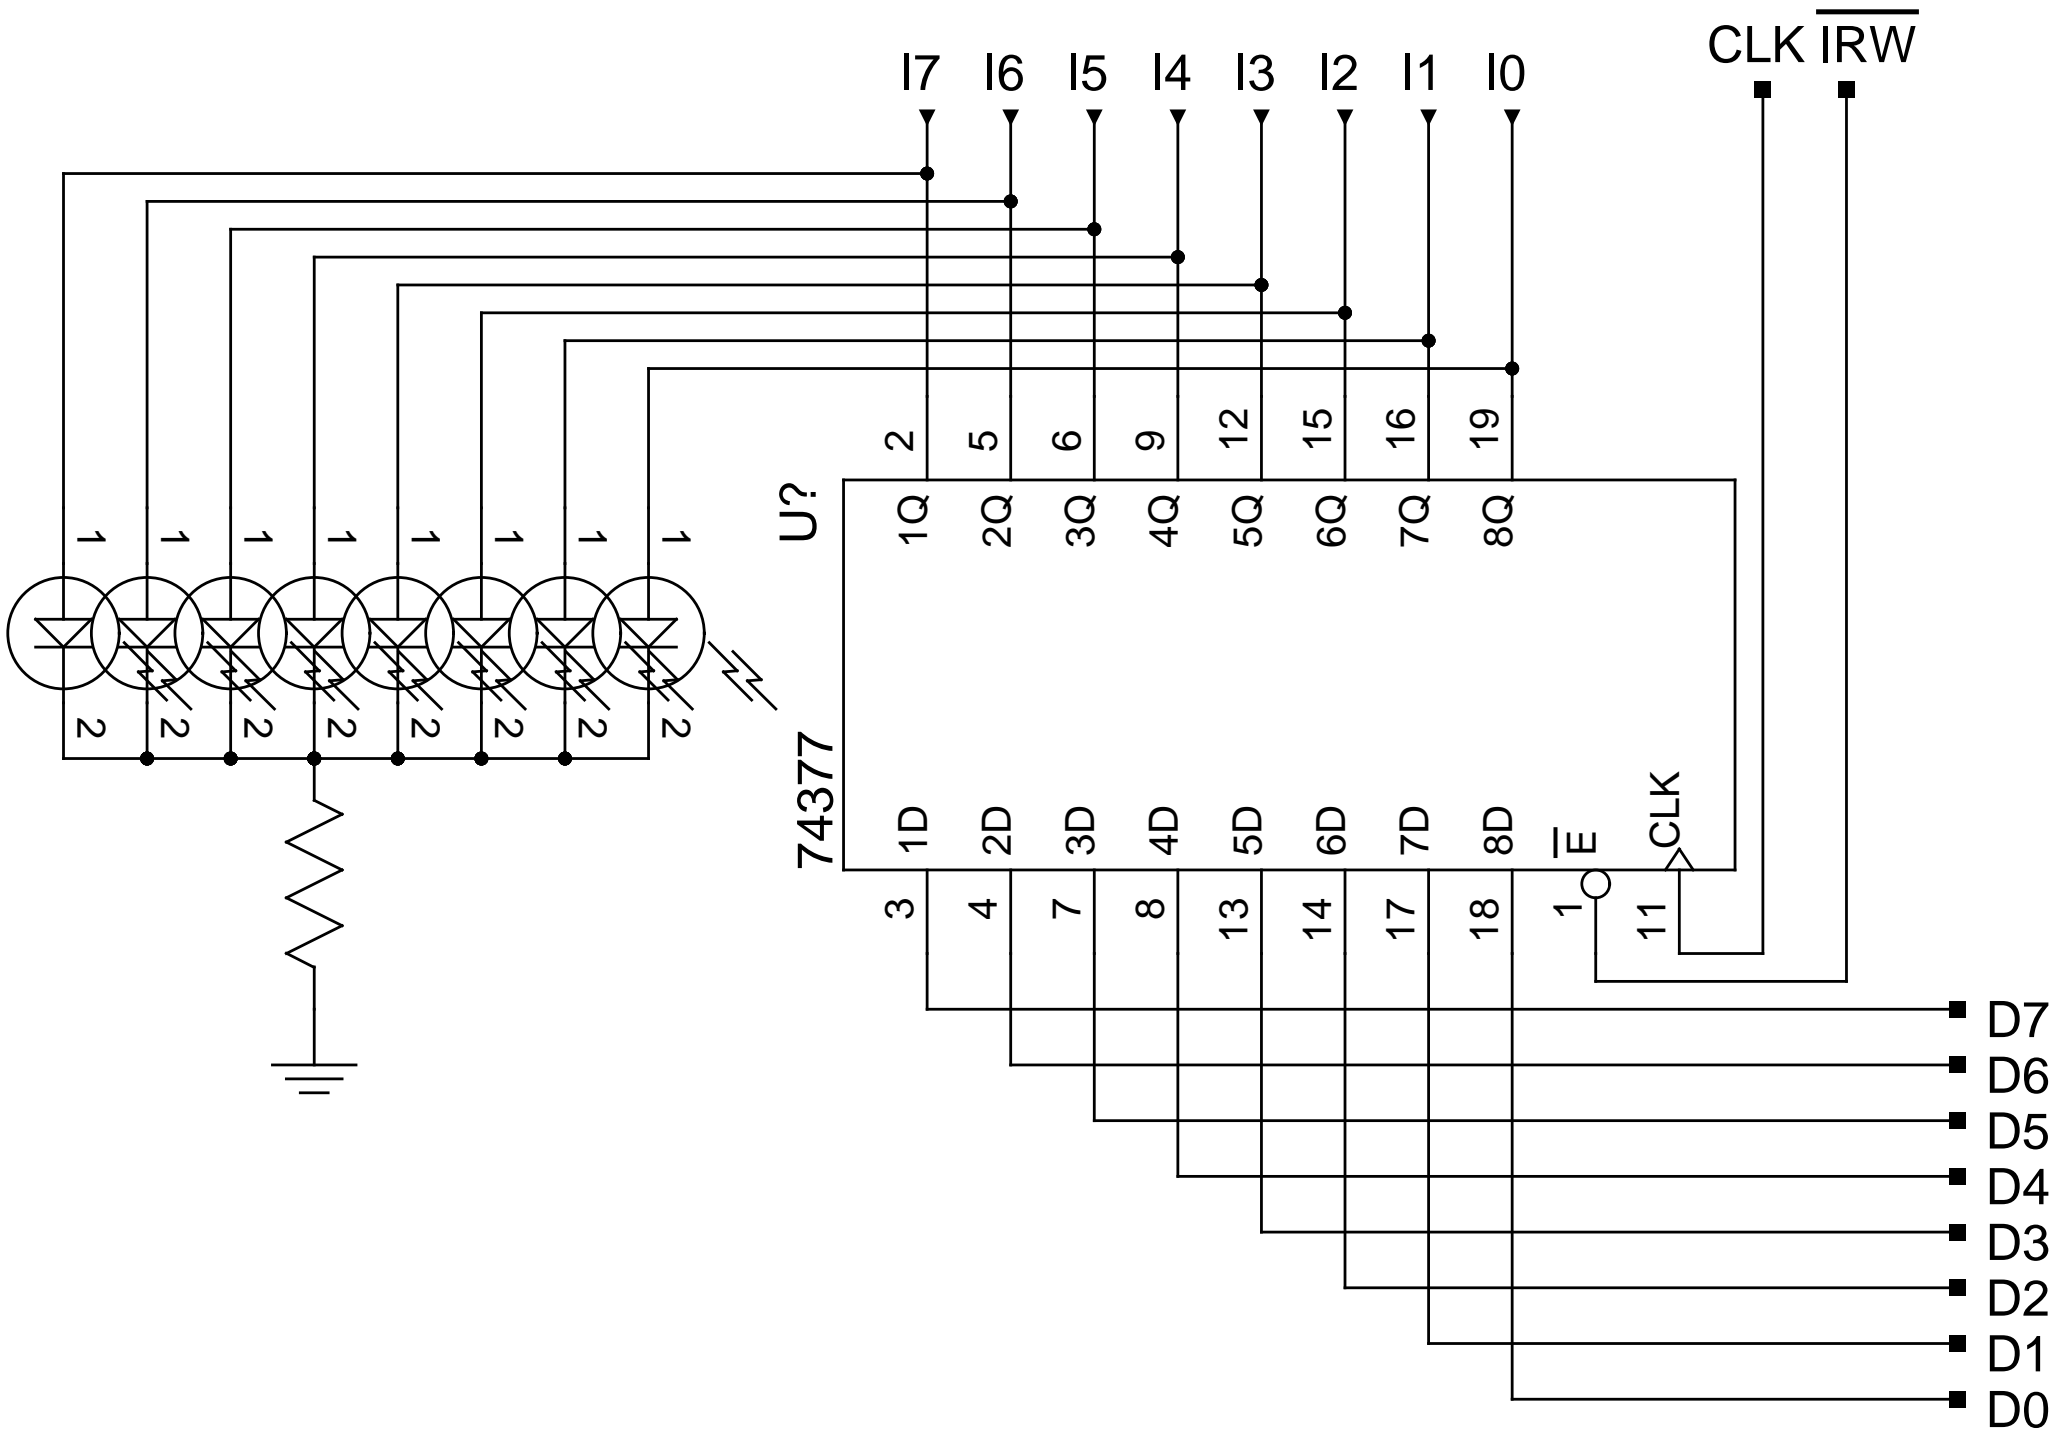 CLK IRW
I7 I6 I5 I4 I3 I2 I1 I0
2 5 6 9 12 15 16 19
U?
1Q 2Q 3Q 4Q 5Q 6Q 7Q 8Q
1 1 1 1 1 1 1 1
2 2 2 2 2 2 2 2
74377
1D 2D 3D 4D 5D 6D 7D 8D E CLK
3 4 7 8 13 14 17 18 1 11
D7
D6
D5
D4
D3
D2
D1
D0